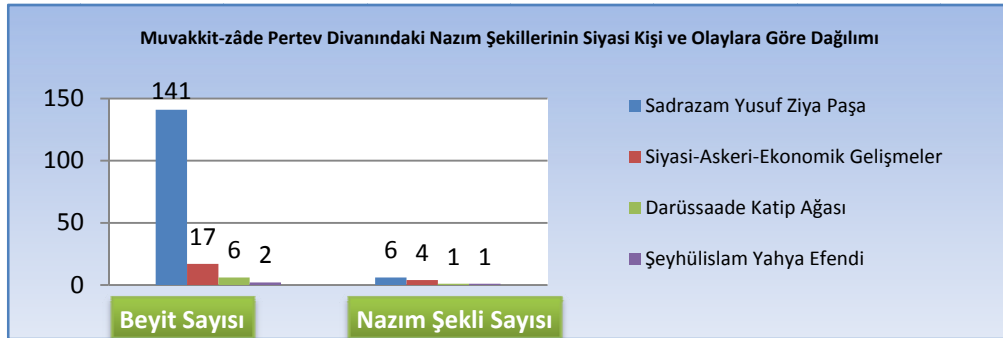 Muvakkit-zâde Pertev Divanındaki Nazım Şekillerinin Siyasi Kişi ve Olaylara Göre Dağılımı
150
100
50
0
141
17
6
2
6
4
1
1
Beyit Sayısı
Nazım Şekli Sayısı
Sadrazam Yusuf Ziya Paşa
Siyasi-Askeri-Ekonomik Gelişmeler
Darüssaade Katip Ağası
Şeyhülislam Yahya Efendi